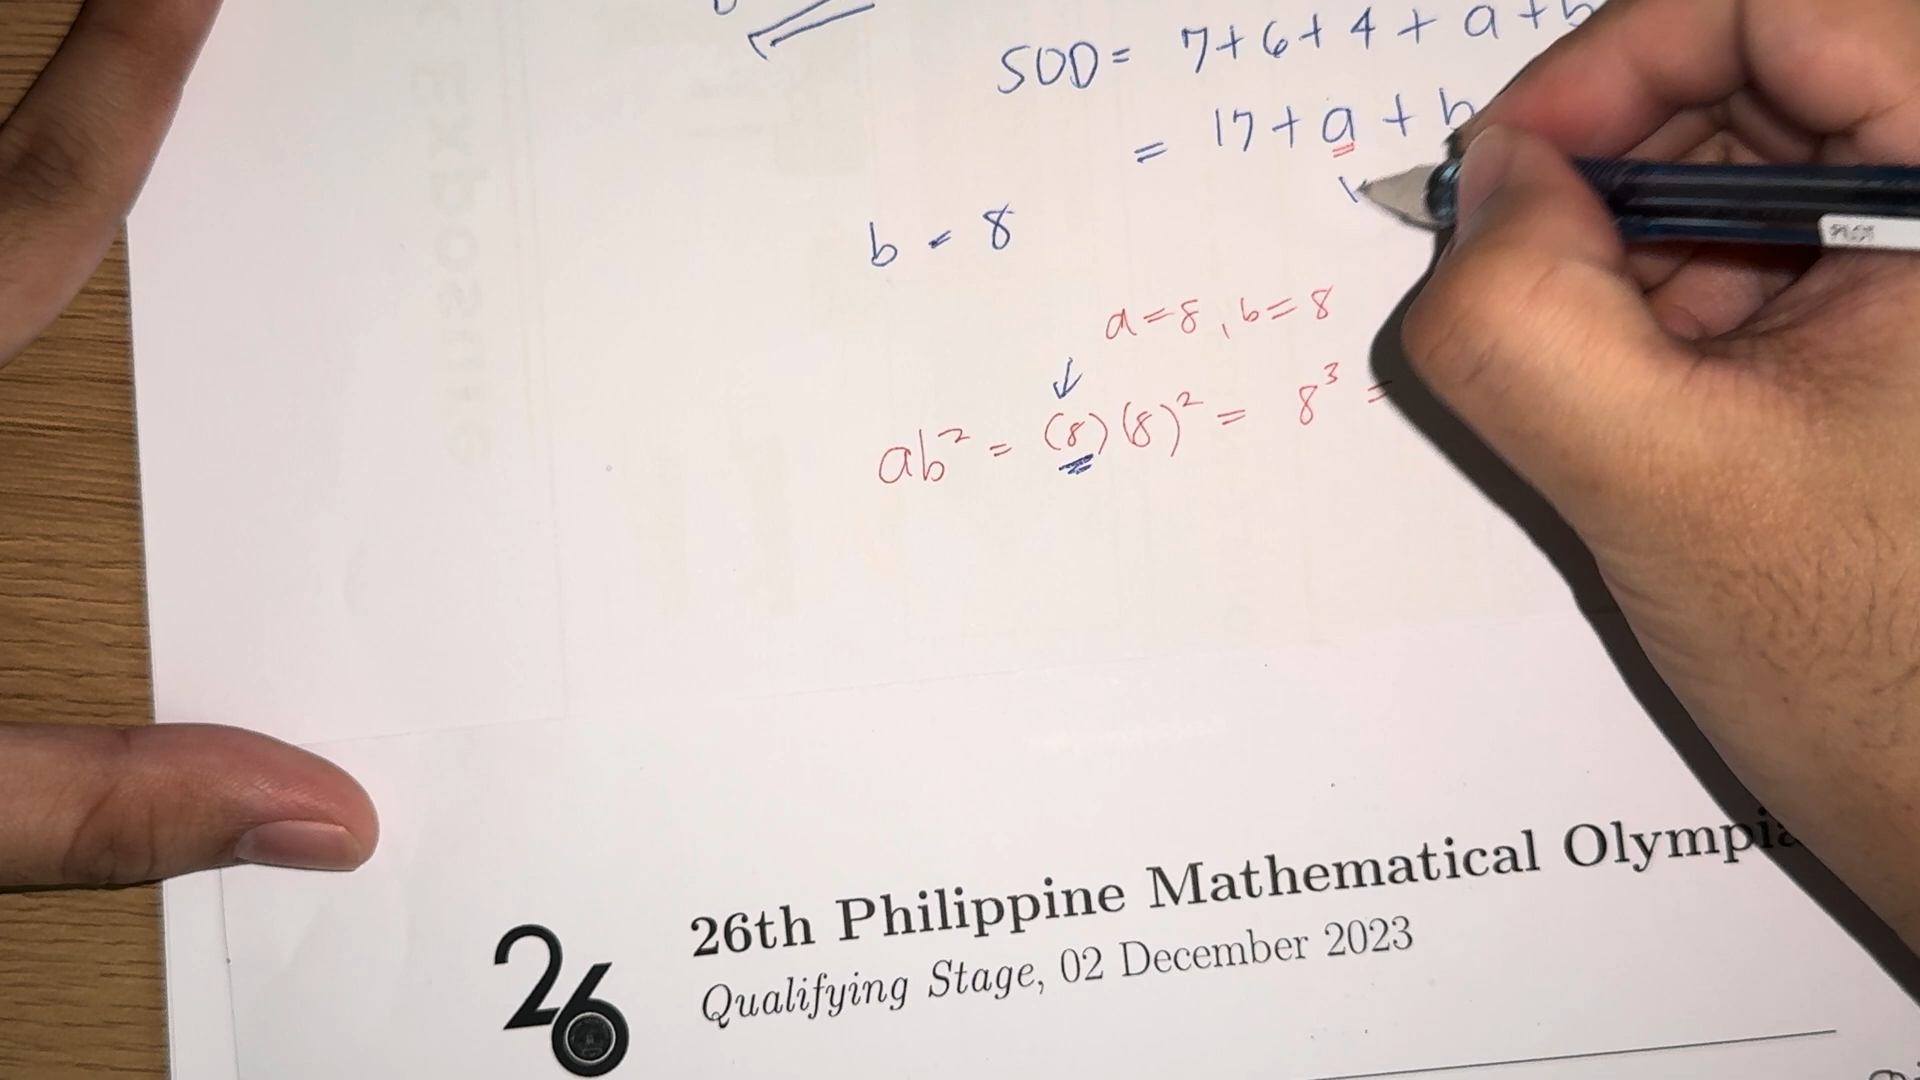 SOD = 7+6+4+a+b
= 17+a+b
b = 8
a=8, b=8
ab² = (8)(8)² = 8³ =
26
26th Philippine Mathematical
Qualifying Stage, 02 December 2023
PILOT